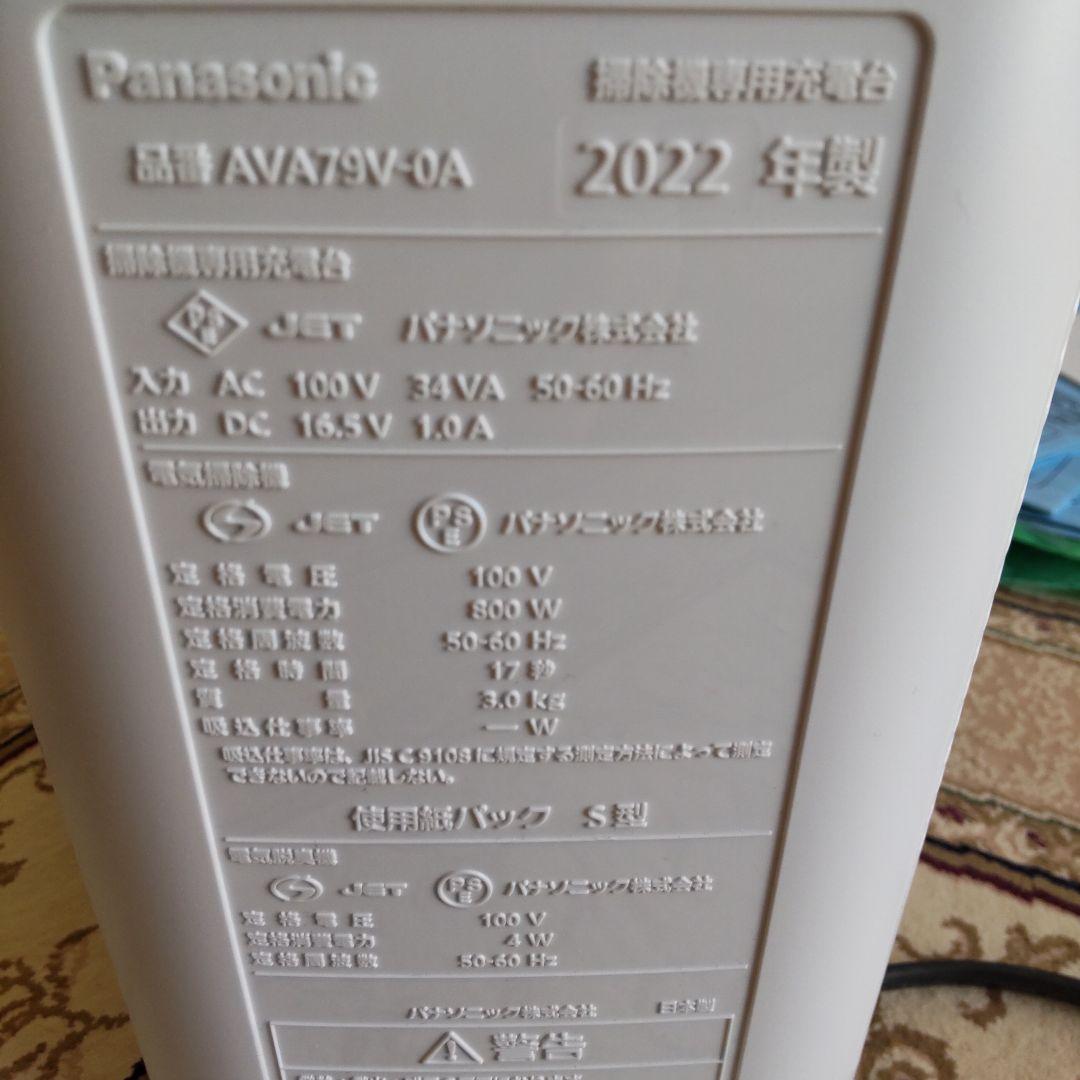 Panasonic 掃除機専用充電台
品番 AVA79V-0A 2022 年製
掃除機専用充電台
PSE JET パナソニック株式会社
入力 AC 100V 34VA 50-60Hz
出力 DC 16.5V 1.0A
電気掃除機
JET PSE パナソニック株式会社
定格電圧 100 V
定格消費電力 800 W
定格周波数 50-60 Hz
定格時間 17 秒
質量 3.0 kg
吸込仕事率 — W
吸込仕事率は、JIS C 9108に規定する測定方法によって測定
できないので記載しない。
使用紙パック S型
電気脱臭機
JET PSE パナソニック株式会社
定格電圧 100 V
定格消費電力 4 W
定格周波数 50-60 Hz
パナソニック株式会社 日本製
警告